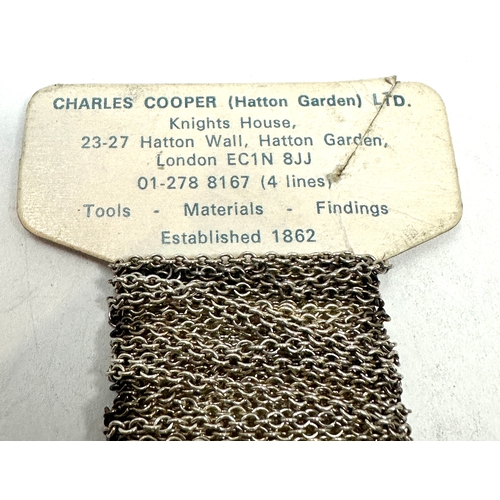 CHARLES COOPER (Hatton Garden) LTD.
Knights House,
23-27 Hatton Wall, Hatton Garden,
London EC1N 8JJ
01-278 8167 (4 lines)
Tools - Materials - Findings
Established 1862